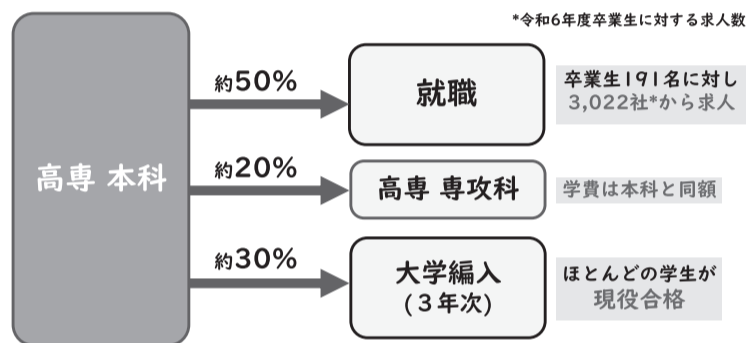 *令和6年度卒業生に対する求人数
高専 本科
約50%
就職
卒業生191名に対し
3,022社*から求人
約20%
高専 専攻科
学費は本科と同額
約30%
大学編入
(3年次)
ほとんどの学生が
現役合格